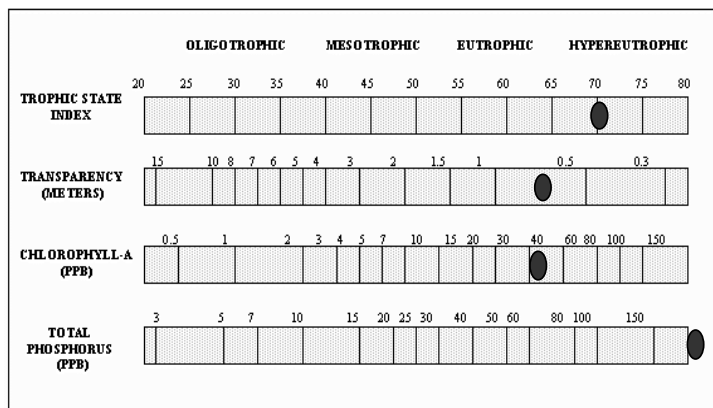 OLIGOTROPHIC MESOTROPHIC EUTROPHIC HYPEREUTROPHIC
20 25 30 35 40 45 50 55 60 65 70 75 80
TROPHIC STATE
INDEX
15 10 8 7 6 5 4 3 2 1.5 1 0.5 0.3
TRANSPARENCY
(METERS)
0.5 1 2 3 4 5 7 10 15 20 30 40 60 80 100 150
CHLOROPHYLL-A
(PPB)
3 5 7 10 15 20 25 30 40 50 60 80 100 150
TOTAL
PHOSPHORUS
(PPB)